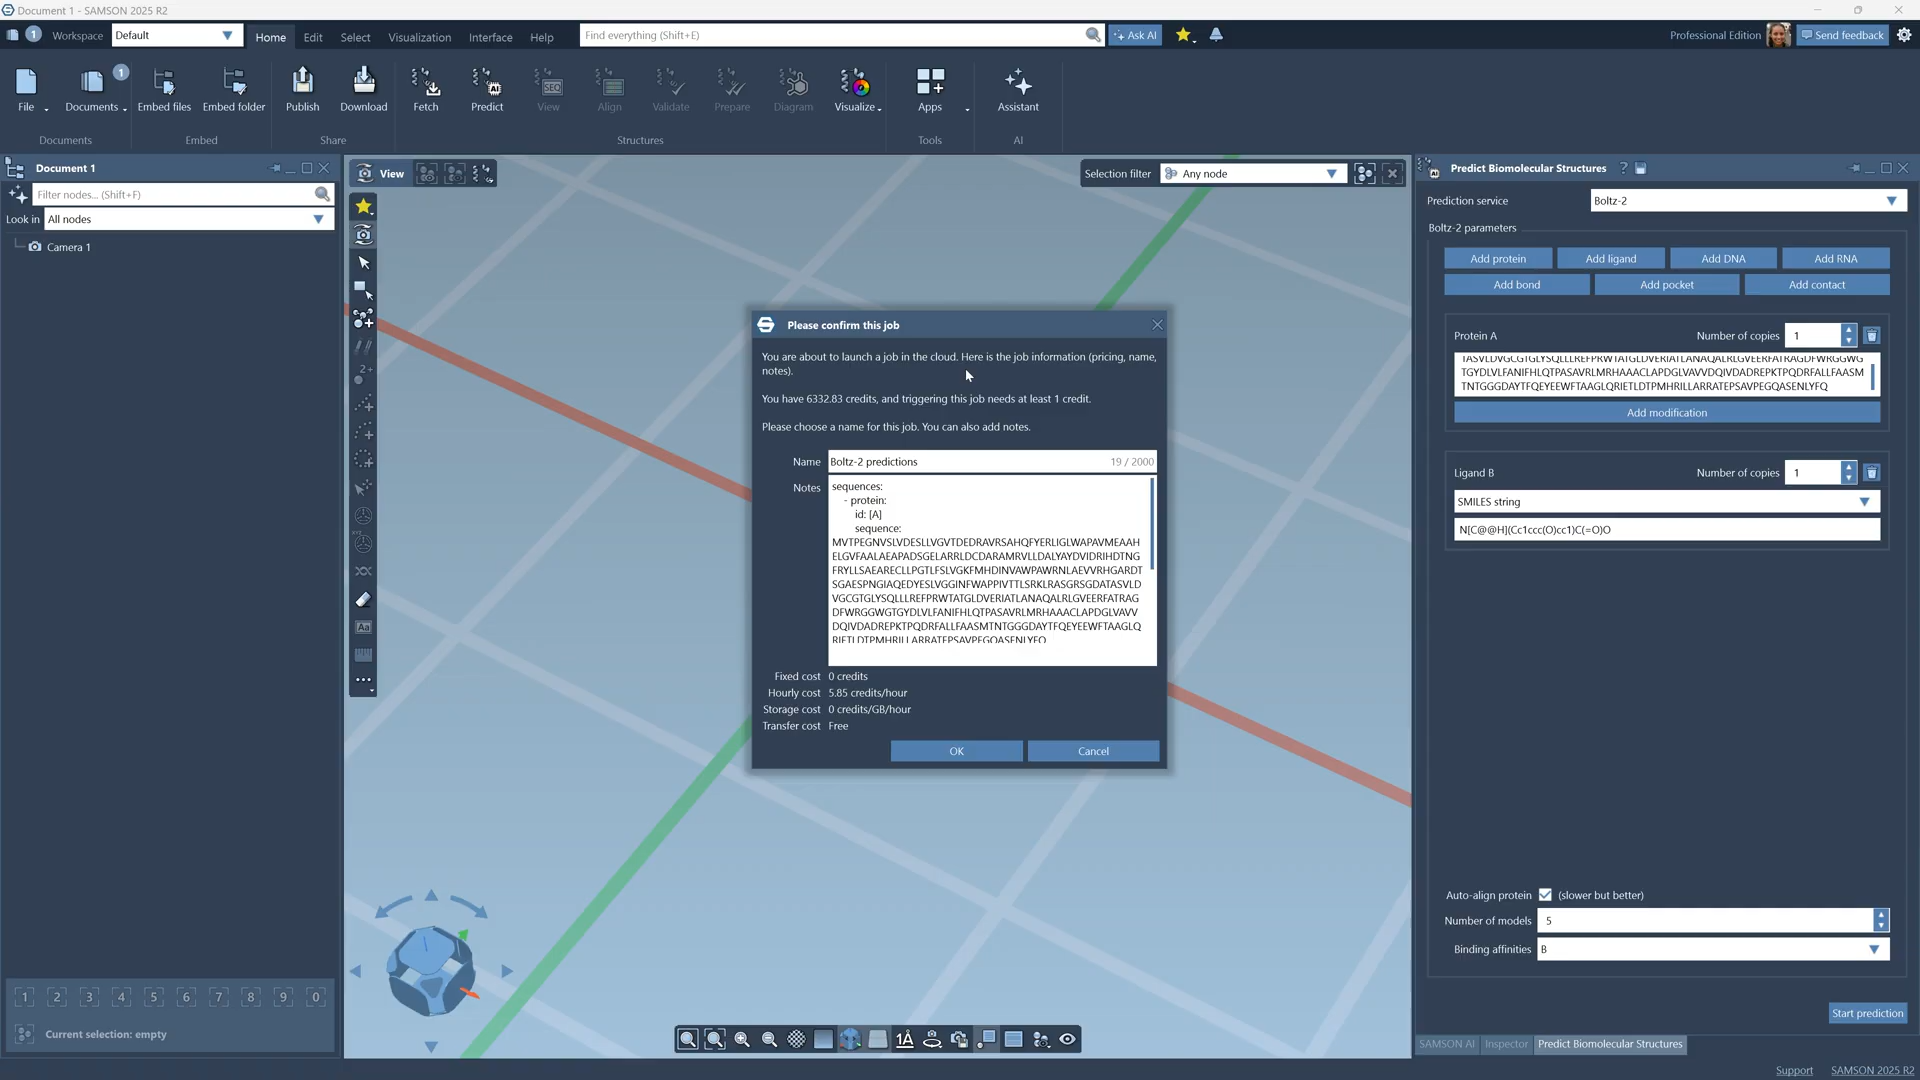 Document 1 - SAMSON 2025 R2
1
Workspace
Default
Home
Edit
Select
Visualization
Interface
Help
Find everything (Shift+E)
Ask AI
Professional Edition
Send feedback
File
Documents
1
Embed files
Embed folder
Publish
Download
Fetch
Predict
View
Align
Validate
Prepare
Diagram
Visualize
Apps
Assistant
Documents
Embed
Share
Structures
Tools
AI
Document 1
Filter nodes... (Shift+F)
Look in
All nodes
Camera 1
1 2 3 4 5 6 7 8 9 0
Current selection: empty
View
Selection filter
Any node
Please confirm this job
You are about to launch a job in the cloud. Here is the job information (pricing, name,
notes).
You have 6332.83 credits, and triggering this job needs at least 1 credit.
Please choose a name for this job. You can also add notes.
Name
Boltz-2 predictions
19 / 2000
Notes
sequences:
- protein:
id: [A]
sequence:
MVTPEGNVSLVDESLLVGVTDEDRAVRSAHQFYERLIGLWAPAVMEAAH
ELGVFAALAEAPADSGELARRLDCDARAMRVLLDALYAYDVIDRIHDTNG
FRYLLSAEARECLLPGTLFSLVGKFMHDINVAWPAWRNLAEVVRHGARDT
SGAESPNGIAQEDYESLVGGINFWAPPIVTTLSRKLRASGRSGDATASVLD
VGCGTGLYSQLLLREFPRWTATGLDVERIATLANAQALRLGVEERFATRAG
DFWRGGWGTGYDLVLFANIFHLQTPASAVRLMRHAAACLAPDGLVAVV
DQIVDADREPKTPQDRFALLFAASMTNTGGGDAYTFQEYEEWFTAAGLQ
RIETLDTPMHRILLARRATEPSAVPEGQASENLYFQ
Fixed cost 0 credits
Hourly cost 5.85 credits/hour
Storage cost 0 credits/GB/hour
Transfer cost Free
OK
Cancel
Predict Biomolecular Structures
?
Prediction service
Boltz-2
Boltz-2 parameters
Add protein
Add ligand
Add DNA
Add RNA
Add bond
Add pocket
Add contact
Protein A
Number of copies
1
TASVLDVGCGTGLYSQLLLREFPRWTATGLDVERIATLANAQALRLGVEERFATRAGDFWRGGWG
TGYDLVLFANIFHLQTPASAVRLMRHAAACLAPDGLVAVVDQIVDADREPKTPQDRFALLFAASM
TNTGGGDAYTFQEYEEWFTAAGLQRIETLDTPMHRILLARRATEPSAVPEGQASENLYFQ
Add modification
Ligand B
Number of copies
1
SMILES string
N[C@@H](Cc1ccc(O)cc1)C(=O)O
Auto-align protein
(slower but better)
Number of models
5
Binding affinities
B
Start prediction
SAMSON AI
Inspector
Predict Biomolecular Structures
Support
SAMSON 2025 R2